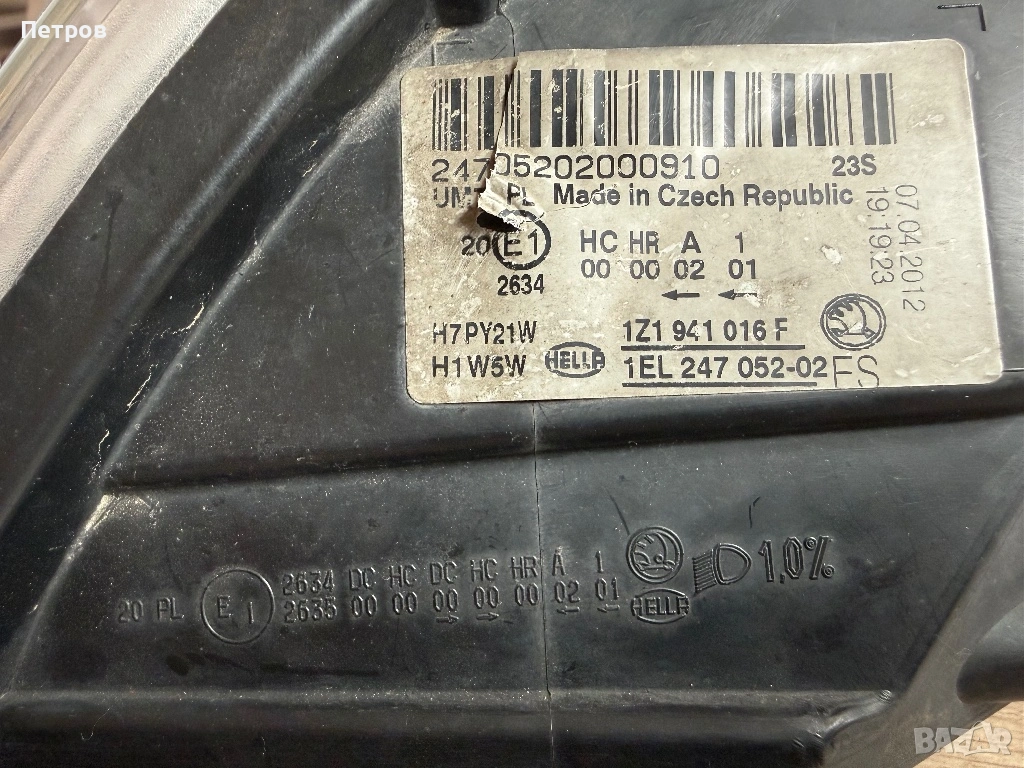 Петров
24705202000910 23S
PL Made in Czech Republic
07.04.2012
19:19:23
20 E1 HC HR A 1
00 00 02 01
2634
← ←
H7PY21W 1Z1 941 016 F
H1W5W HELLA 1EL 247 052-02 FS
2634 DC HC DC HC HR A 1
20 PL E1 2635 00 00 00 00 00 02 01 HELLA 1,0%
BAZAR